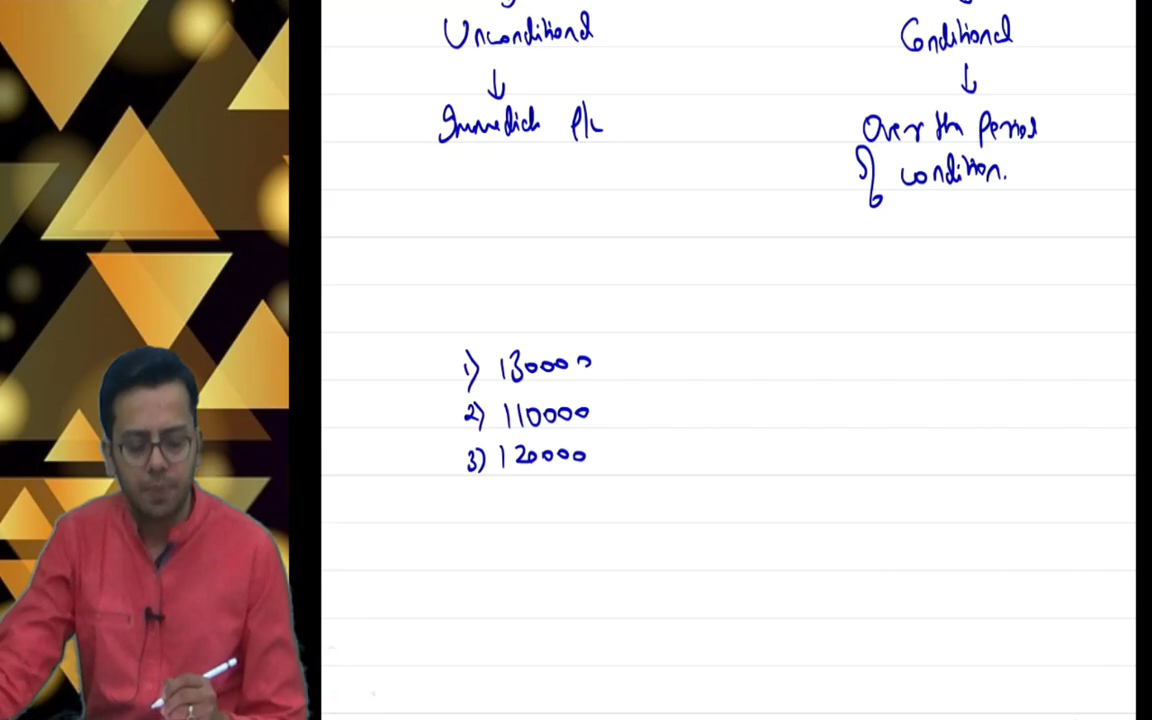 Unconditional
Conditional
↓
↓
Immediate P/L
Over the Period
of condition.
1) 130000
2) 110000
3) 120000